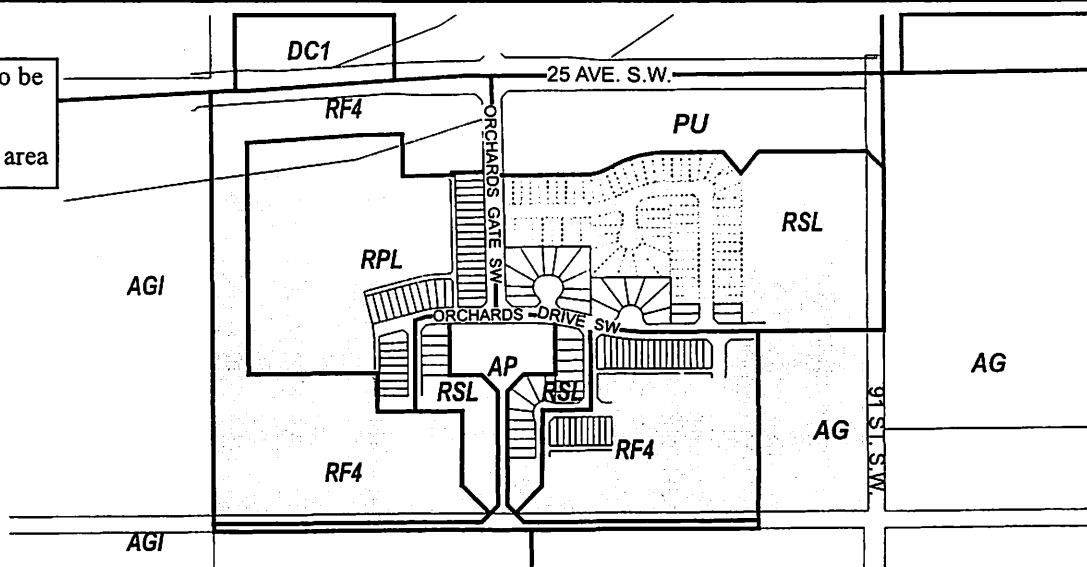 o be
area
DC1
25 AVE. S.W.
RF4
ORCHARDS GATE SW
PU
RSL
RPL
AGI
ORCHARDS DRIVE SW
AP
RSL
RSL
AG
AG
91 ST. S.W.
RF4
RF4
AGI